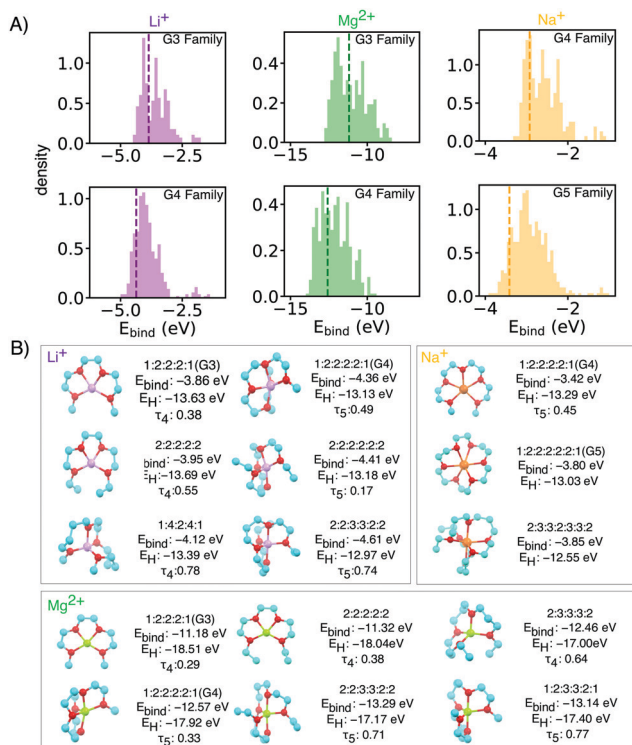 A)
Li+
Mg2+
Na+
G3 Family
G3 Family
G4 Family
1.0
0.5
0.0
0.4
0.2
0.0
1.0
0.5
0.0
−5.0 −2.5
−15 −10
−4 −2
density
G4 Family
G4 Family
G5 Family
1.0
0.5
0.0
0.4
0.2
0.0
1.0
0.5
0.0
−5.0 −2.5
−15 −10
−4 −2
Ebind (eV)
Ebind (eV)
Ebind (eV)
B)
Li+
1:2:2:2:1(G3)
Ebind: −3.86 eV
EH: −13.63 eV
τ4: 0.38
1:2:2:2:2:1(G4)
Ebind: −4.36 eV
EH: −13.13 eV
τ5: 0.49
2:2:2:2:2
bind: −3.95 eV
EH: −13.69 eV
τ4:0.55
2:2:2:2:2:2
Ebind: −4.41 eV
EH: −13.18 eV
τ5: 0.17
1:4:2:4:1
Ebind: −4.12 eV
EH: −13.39 eV
τ4: 0.78
2:2:3:3:2:2
Ebind: −4.61 eV
EH: −12.97 eV
τ5: 0.74
Na+
1:2:2:2:2:1(G4)
Ebind: −3.42 eV
EH: −13.29 eV
τ5: 0.45
1:2:2:2:2:2:1(G5)
Ebind: −3.80 eV
EH: −13.03 eV
2:3:3:2:3:3:2
Ebind: −3.85 eV
EH: −12.55 eV
Mg2+
1:2:2:2:1(G3)
Ebind: −11.18 eV
EH: −18.51 eV
τ4:0.29
2:2:2:2:2
Ebind: −11.32 eV
EH: −18.04eV
τ4: 0.38
2:3:3:3:2
Ebind: −12.46 eV
EH: −17.00eV
τ4: 0.64
1:2:2:2:2:1(G4)
Ebind: −12.57 eV
EH: −17.92 eV
τ5: 0.33
2:2:3:3:2:2
Ebind: −13.29 eV
EH: −17.17 eV
τ5: 0.71
1:2:3:3:2:1
Ebind: −13.14 eV
EH: −17.40 eV
τ5: 0.77